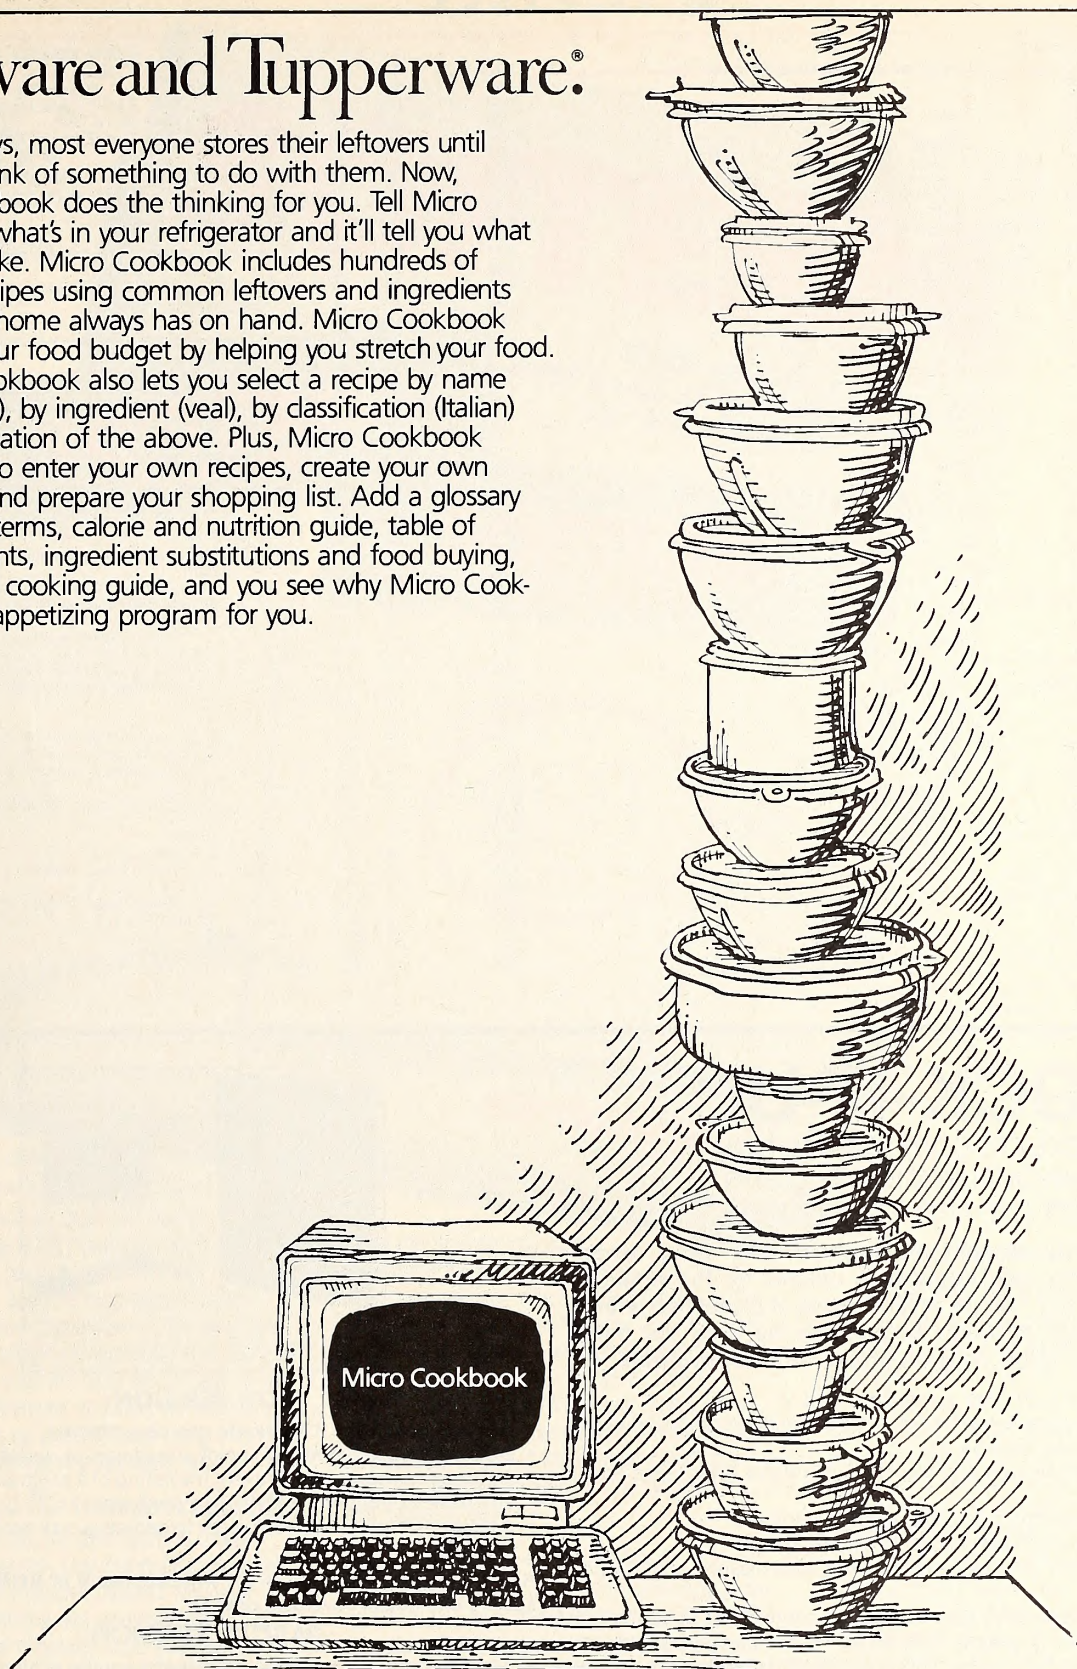 ware and Tupperware.®
ys, most everyone stores their leftovers until
nk of something to do with them. Now,
book does the thinking for you. Tell Micro
what's in your refrigerator and it'll tell you what
ke. Micro Cookbook includes hundreds of
ipes using common leftovers and ingredients
home always has on hand. Micro Cookbook
ur food budget by helping you stretch your food.
okbook also lets you select a recipe by name
), by ingredient (veal), by classification (Italian)
ation of the above. Plus, Micro Cookbook
o enter your own recipes, create your own
nd prepare your shopping list. Add a glossary
terms, calorie and nutrition guide, table of
nts, ingredient substitutions and food buying,
cooking guide, and you see why Micro Cook-
appetizing program for you.
Micro Cookbook